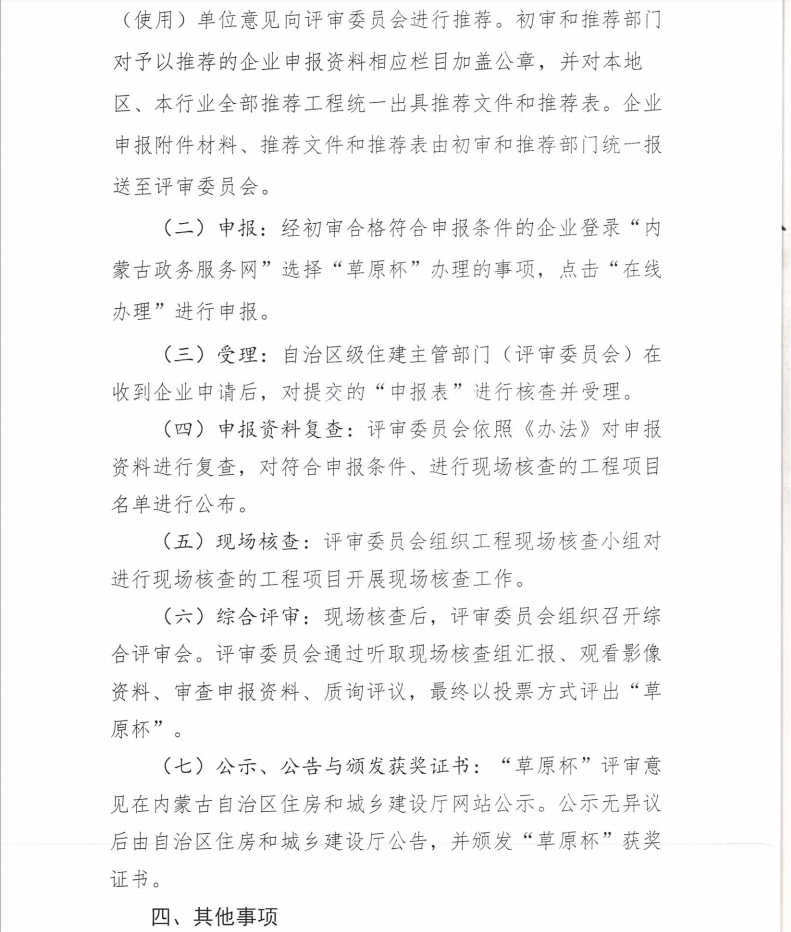 （使用）单位意见向评审委员会进行推荐。初审和推荐部门
对予以推荐的企业申报资料相应栏目加盖公章，并对本地
区、本行业全部推荐工程统一出具推荐文件和推荐表。企业
申报附件材料、推荐文件和推荐表由初审和推荐部门统一报
送至评审委员会。
（二）申报：经初审合格符合申报条件的企业登录“内
蒙古政务服务网”选择“草原杯”办理的事项，点击“在线
办理”进行申报。
（三）受理：自治区级住建主管部门（评审委员会）在
收到企业申请后，对提交的“申报表”进行核查并受理。
（四）申报资料复查：评审委员会依照《办法》对申报
资料进行复查，对符合申报条件、进行现场核查的工程项目
名单进行公布。
（五）现场核查：评审委员会组织工程现场核查小组对
进行现场核查的工程项目开展现场核查工作。
（六）综合评审：现场核查后，评审委员会组织召开综
合评审会。评审委员会通过听取现场核查组汇报、观看影像
资料、审查申报资料、质询评议，最终以投票方式评出“草
原杯”。
（七）公示、公告与颁发获奖证书：“草原杯”评审意
见在内蒙古自治区住房和城乡建设厅网站公示。公示无异议
后由自治区住房和城乡建设厅公告，并颁发“草原杯”获奖
证书。
四、其他事项